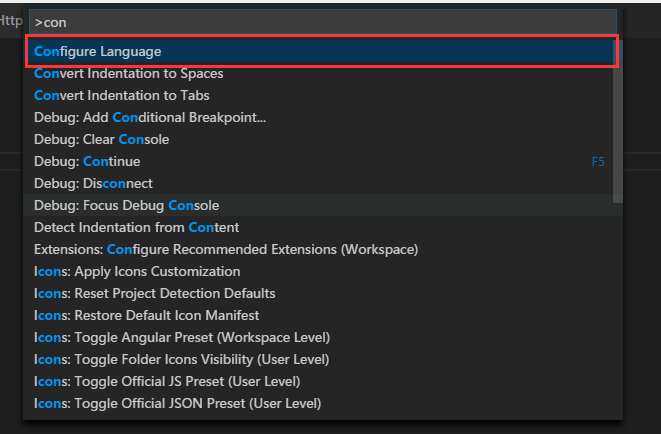 Http
>con
Configure Language
Convert Indentation to Spaces
Convert Indentation to Tabs
Debug: Add Conditional Breakpoint...
Debug: Clear Console
Debug: Continue F5
Debug: Disconnect
Debug: Focus Debug Console
Detect Indentation from Content
Extensions: Configure Recommended Extensions (Workspace)
Icons: Apply Icons Customization
Icons: Reset Project Detection Defaults
Icons: Restore Default Icon Manifest
Icons: Toggle Angular Preset (Workspace Level)
Icons: Toggle Folder Icons Visibility (User Level)
Icons: Toggle Official JS Preset (User Level)
Icons: Toggle Official JSON Preset (User Level)